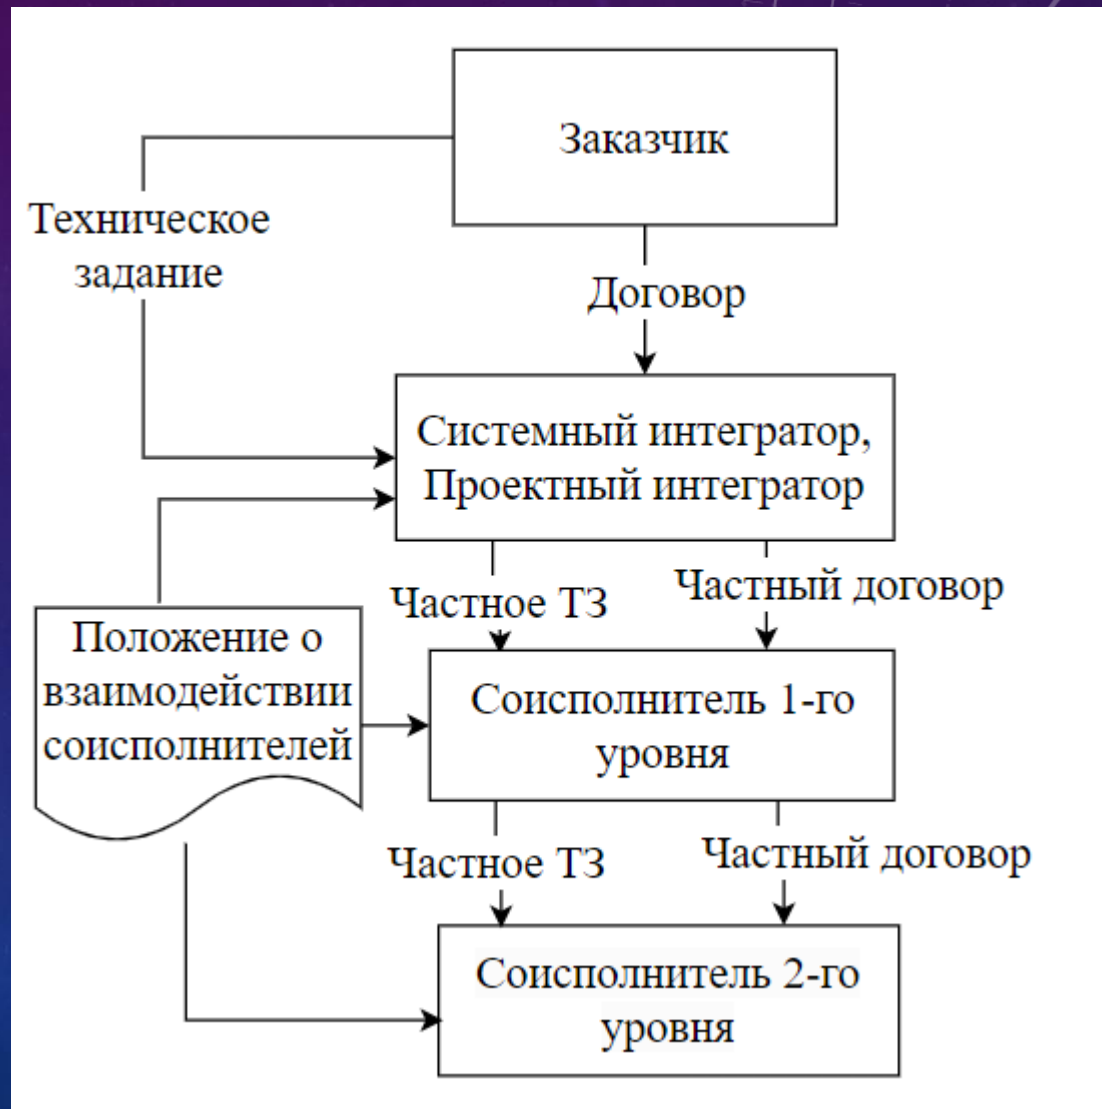 Заказчик
Техническое
задание
Договор
Системный интегратор,
Проектный интегратор
Частное ТЗ
Частный договор
Положение о
взаимодействии
соисполнителей
Соисполнитель 1-го
уровня
Частное ТЗ
Частный договор
Соисполнитель 2-го
уровня